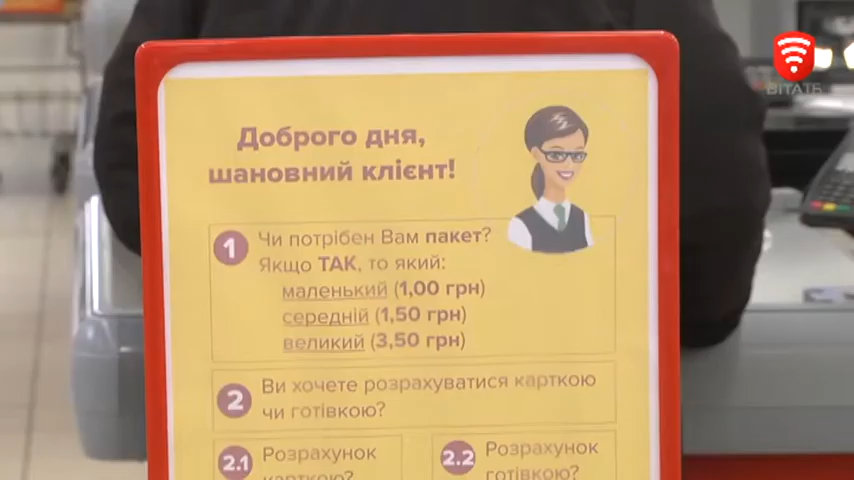 ВІТАТБ
Доброго дня,
шановний клієнт!
1 Чи потрібен Вам пакет?
Якщо ТАК, то який:
маленький (1,00 грн)
середній (1,50 грн)
великий (3,50 грн)
2 Ви хочете розрахуватися карткою
чи готівкою?
2.1 Розрахунок
карткою?
2.2 Розрахунок
готівкою?